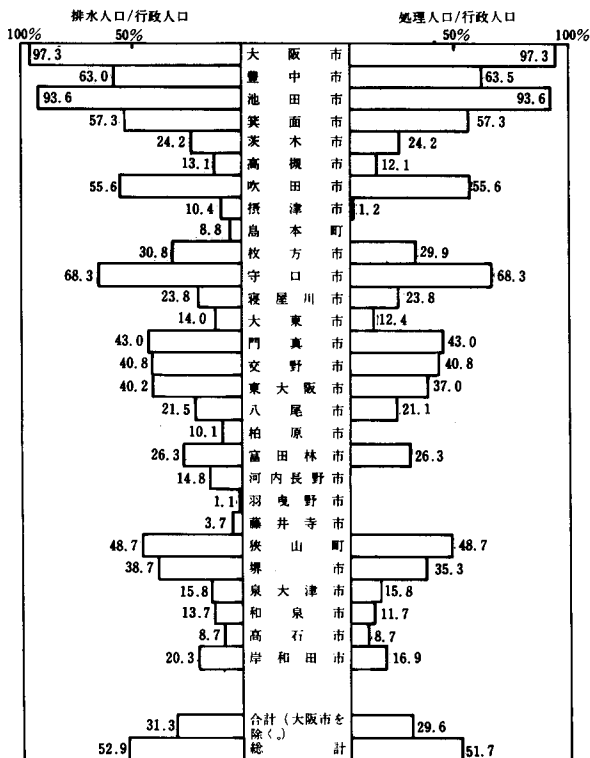 排水人口/行政人口 処理人口/行政人口
100% 50% 50% 100%
97.3 大阪市 97.3
63.0 豊中市 63.5
93.6 池田市 93.6
57.3 箕面市 57.3
24.2 茨木市 24.2
13.1 高槻市 12.1
55.6 吹田市 55.6
10.4 摂津市 1.2
8.8 島本町
30.8 枚方市 29.9
68.3 守口市 68.3
23.8 寝屋川市 23.8
14.0 大東市 12.4
43.0 門真市 43.0
40.8 交野市 40.8
40.2 東大阪市 37.0
21.5 八尾市 21.1
10.1 柏原市
26.3 富田林市 26.3
14.8 河内長野市
1.1 羽曳野市
3.7 藤井寺市
48.7 狭山町 48.7
38.7 堺市 35.3
15.8 泉大津市 15.8
13.7 和泉市 11.7
8.7 高石市 8.7
20.3 岸和田市 16.9
31.3 合計(大阪市を 29.6
除く。)
52.9 総計 51.7